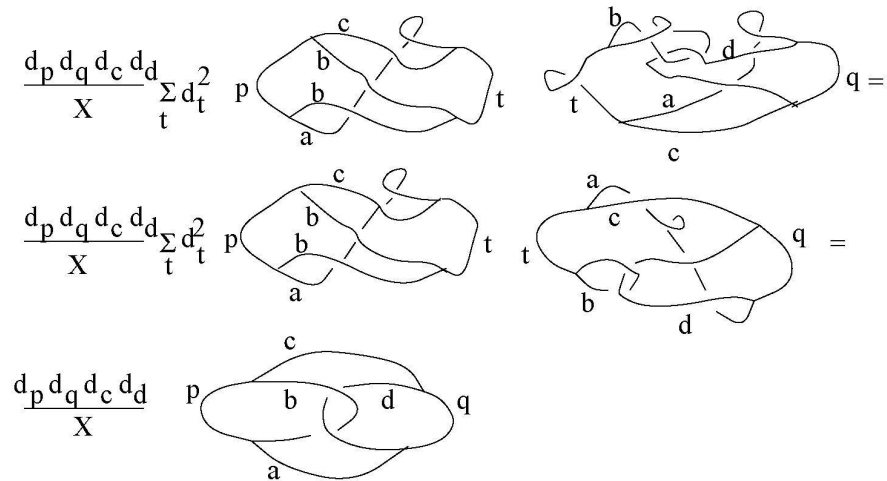 d_p d_q d_c d_d / X Σ_t d_t^2 p c b b a t b d t a c q =
d_p d_q d_c d_d / X Σ_t d_t^2 p c b b a t a c t b d q =
d_p d_q d_c d_d / X p c b d a q